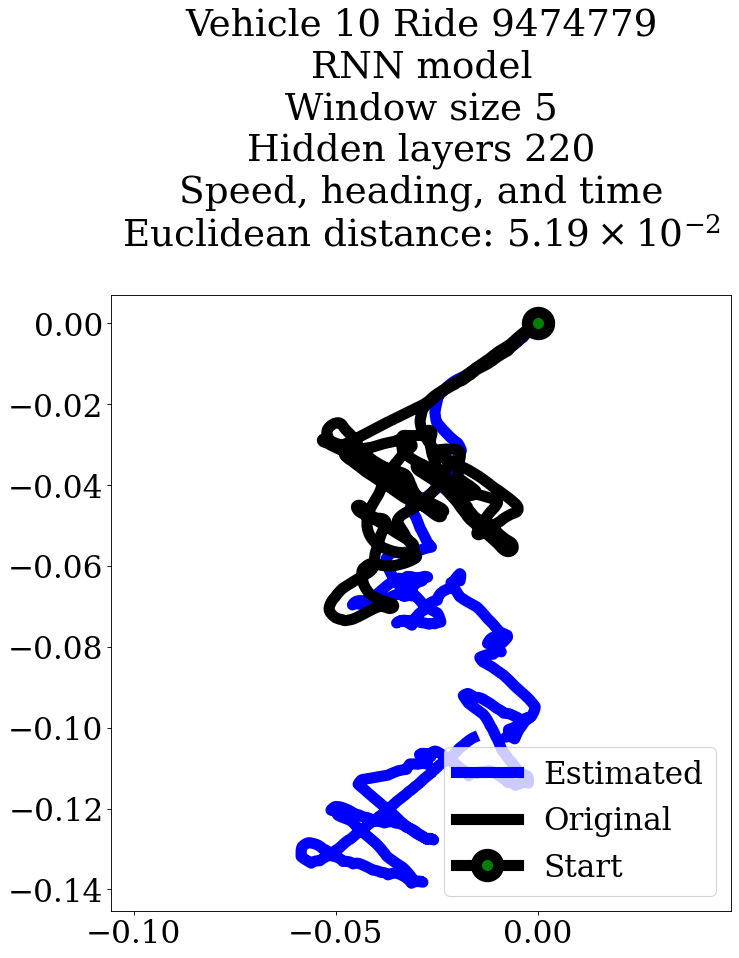 Vehicle 10 Ride 9474779
RNN model
Window size 5
Hidden layers 220
Speed, heading, and time
Euclidean distance: 5.19 × 10⁻²
0.00
−0.02
−0.04
−0.06
−0.08
−0.10
−0.12
−0.14
Estimated
Original
Start
−0.10 −0.05 0.00